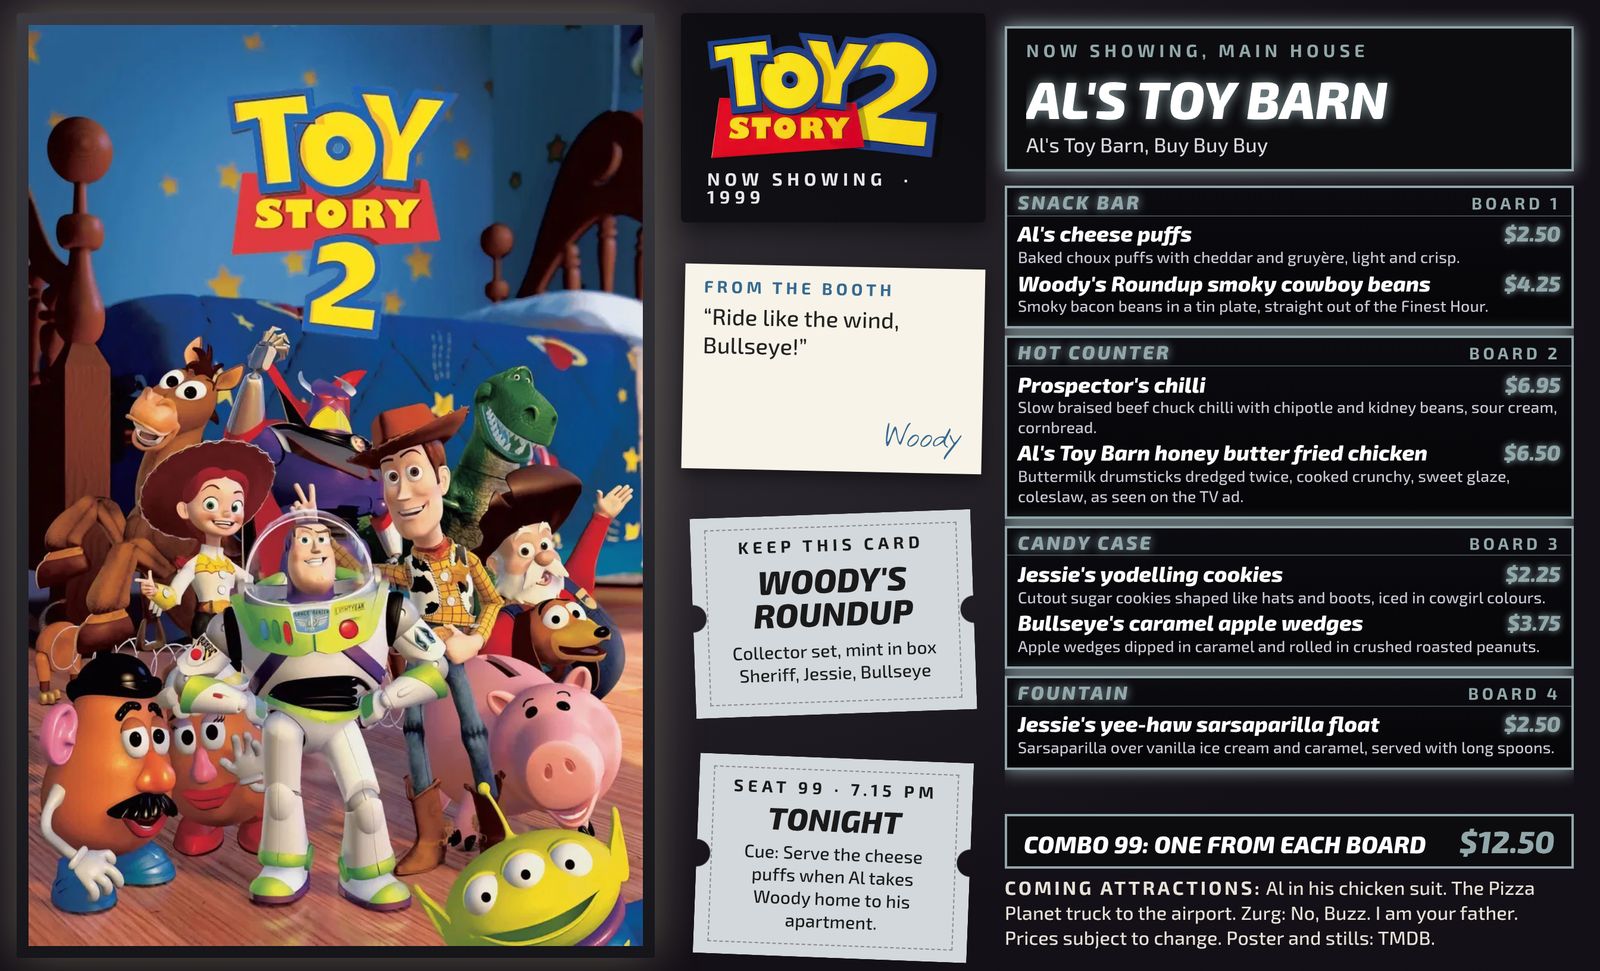 TOY
STORY
2
SPACE RANGER LIGHTYEAR
TOY 2
STORY
NOW SHOWING ·
1999
FROM THE BOOTH
“Ride like the wind,
Bullseye!”
Woody
KEEP THIS CARD
WOODY'S
ROUNDUP
Collector set, mint in box
Sheriff, Jessie, Bullseye
SEAT 99 · 7.15 PM
TONIGHT
Cue: Serve the cheese
puffs when Al takes
Woody home to his
apartment.
NOW SHOWING, MAIN HOUSE
AL'S TOY BARN
Al's Toy Barn, Buy Buy Buy
SNACK BAR BOARD 1
Al's cheese puffs $2.50
Baked choux puffs with cheddar and gruyère, light and crisp.
Woody's Roundup smoky cowboy beans $4.25
Smoky bacon beans in a tin plate, straight out of the Finest Hour.
HOT COUNTER BOARD 2
Prospector's chilli $6.95
Slow braised beef chuck chilli with chipotle and kidney beans, sour cream,
cornbread.
Al's Toy Barn honey butter fried chicken $6.50
Buttermilk drumsticks dredged twice, cooked crunchy, sweet glaze,
coleslaw, as seen on the TV ad.
CANDY CASE BOARD 3
Jessie's yodelling cookies $2.25
Cutout sugar cookies shaped like hats and boots, iced in cowgirl colours.
Bullseye's caramel apple wedges $3.75
Apple wedges dipped in caramel and rolled in crushed roasted peanuts.
FOUNTAIN BOARD 4
Jessie's yee-haw sarsaparilla float $2.50
Sarsaparilla over vanilla ice cream and caramel, served with long spoons.
COMBO 99: ONE FROM EACH BOARD $12.50
COMING ATTRACTIONS: Al in his chicken suit. The Pizza
Planet truck to the airport. Zurg: No, Buzz. I am your father.
Prices subject to change. Poster and stills: TMDB.